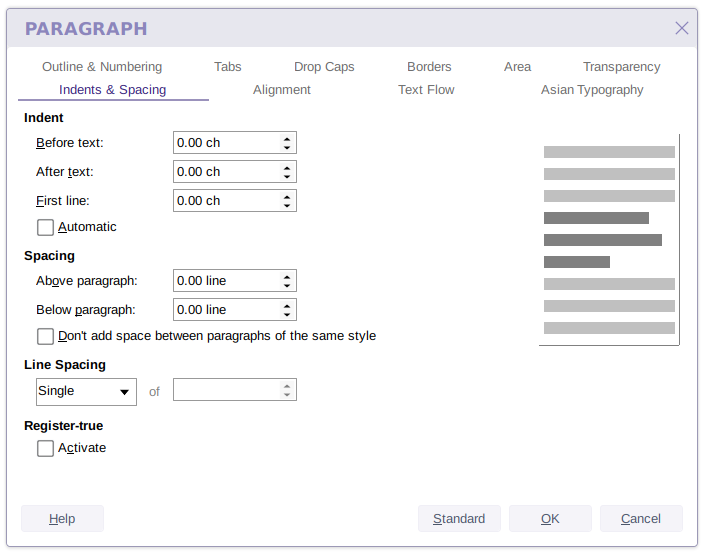 PARAGRAPH
Outline & Numbering Tabs Drop Caps Borders Area Transparency
Indents & Spacing Alignment Text Flow Asian Typography
Indent
Before text: 0.00 ch
After text: 0.00 ch
First line: 0.00 ch
Automatic
Spacing
Above paragraph: 0.00 line
Below paragraph: 0.00 line
Don't add space between paragraphs of the same style
Line Spacing
Single of
Register-true
Activate
Help Standard OK Cancel